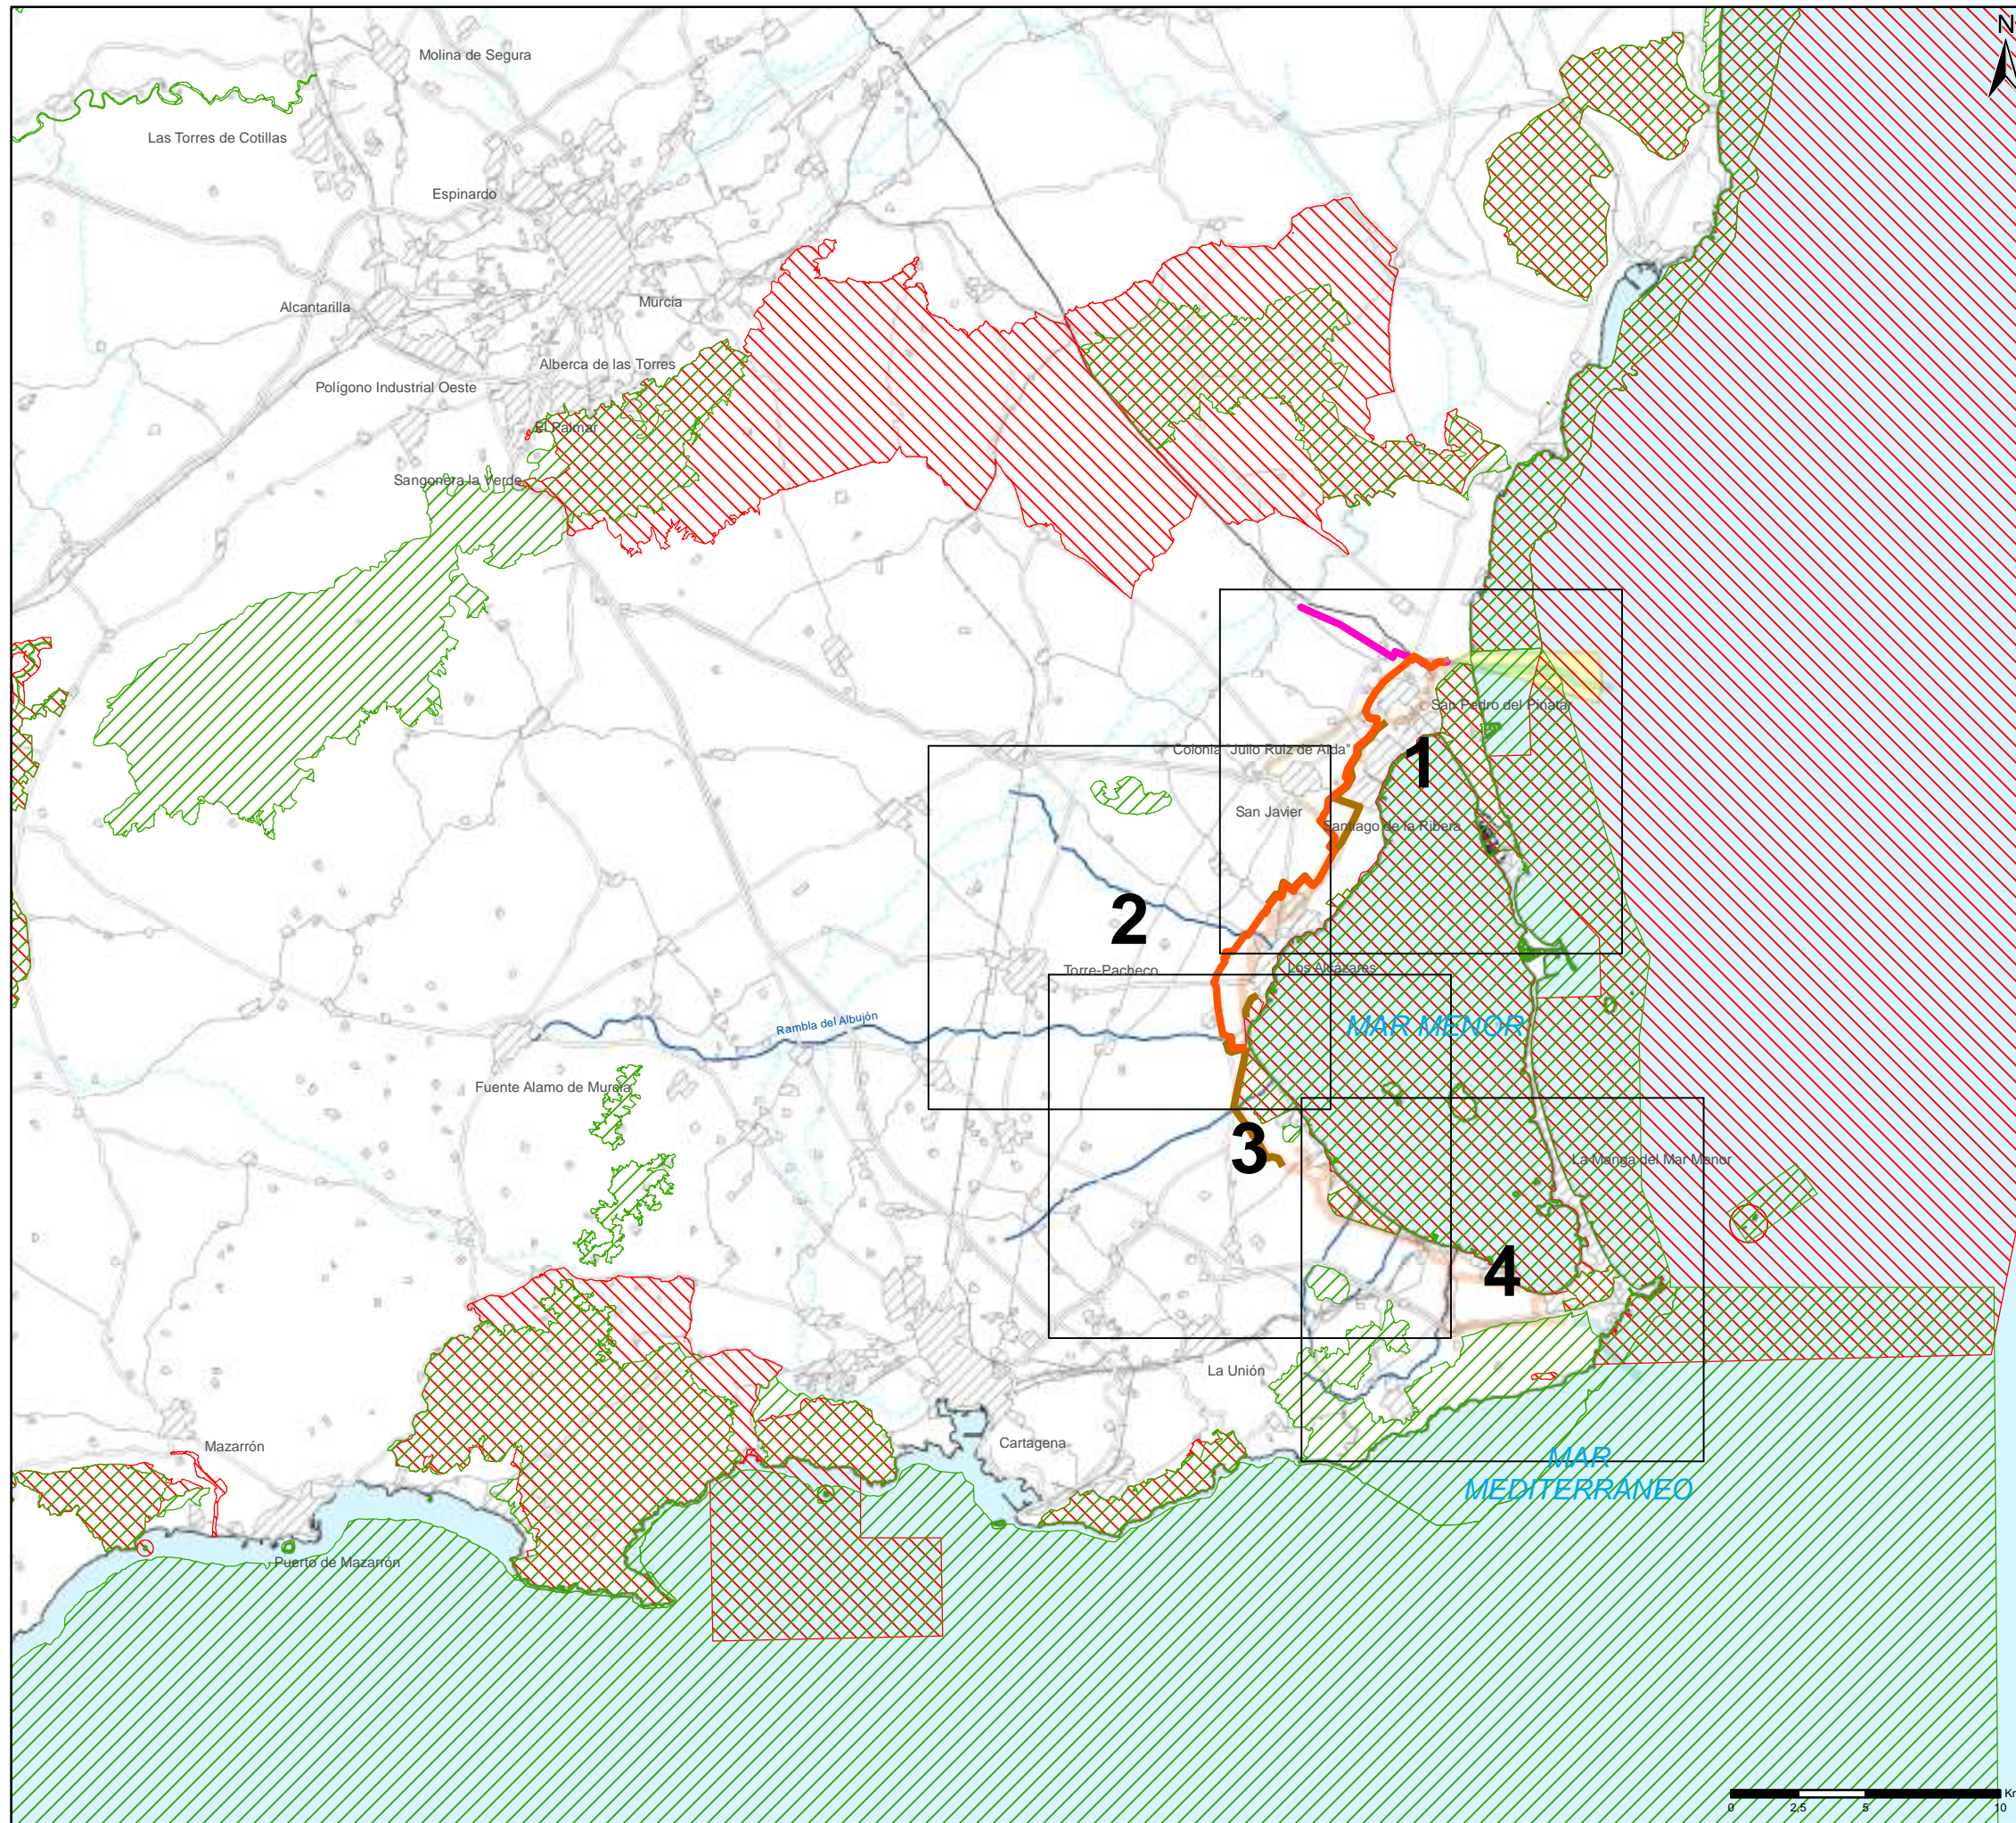 N
Molina de Segura
Las Torres de Cotillas
Espinardo
Alcantarilla
Murcia
Alberca de las Torres
Polígono Industrial Oeste
El Palmar
Sangonera la Verde
San Pedro del Pinatar
Colonia "Julio Ruiz de Alda"
1
San Javier
Santiago de la Ribera
2
Torre-Pacheco
Los Alcázares
Rambla del Albujón
MAR MENOR
Fuente Alamo de Murcia
3
La Manga del Mar Menor
4
La Unión
Mazarrón
Cartagena
MAR
MEDITERRÁNEO
Puerto de Mazarrón
0 2,5 5 10